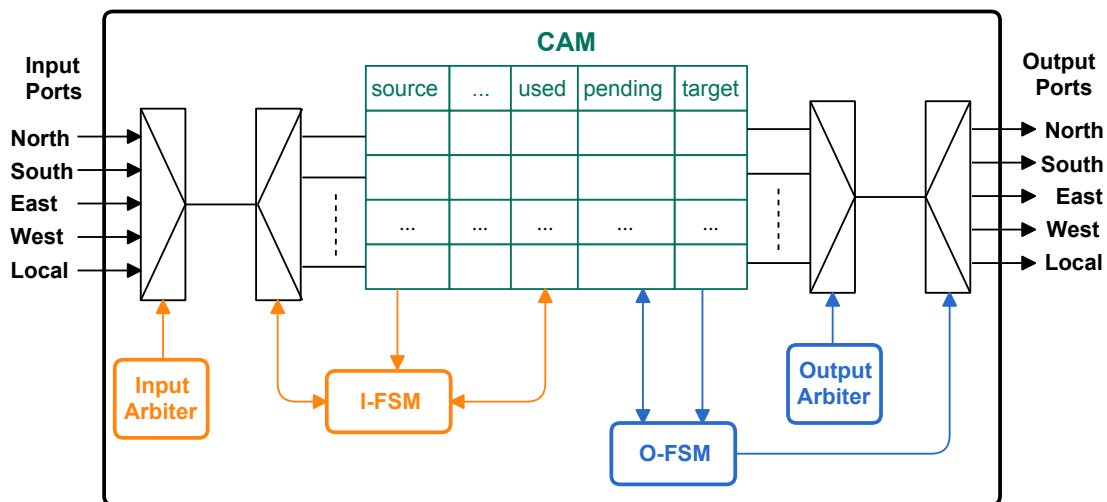 CAM
Input
Ports
Output
Ports
source ... used pending target
North
South
East
West
Local
... ... ... ... ...
North
South
East
West
Local
Input
Arbiter
I-FSM
Output
Arbiter
O-FSM